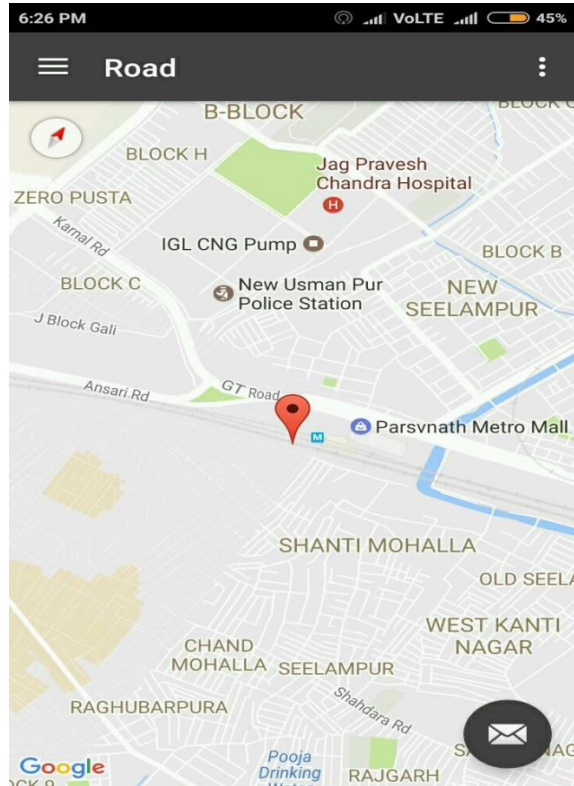 6:26 PM
VoLTE
45%
Road
B-BLOCK
BLOCK H
Jag Pravesh
Chandra Hospital
H
ZERO PUSTA
Karnal Rd
IGL CNG Pump
BLOCK B
BLOCK C
New Usman Pur
Police Station
NEW
SEELAMPUR
J Block Gali
Ansari Rd
GT Road
M
Parsvnath Metro Mall
SHANTI MOHALLA
WEST KANTI
NAGAR
CHAND
MOHALLA
SEELAMPUR
RAGHUBARPURA
Shahdara Rd
Google
Pooja
Drinking
RAJGARH